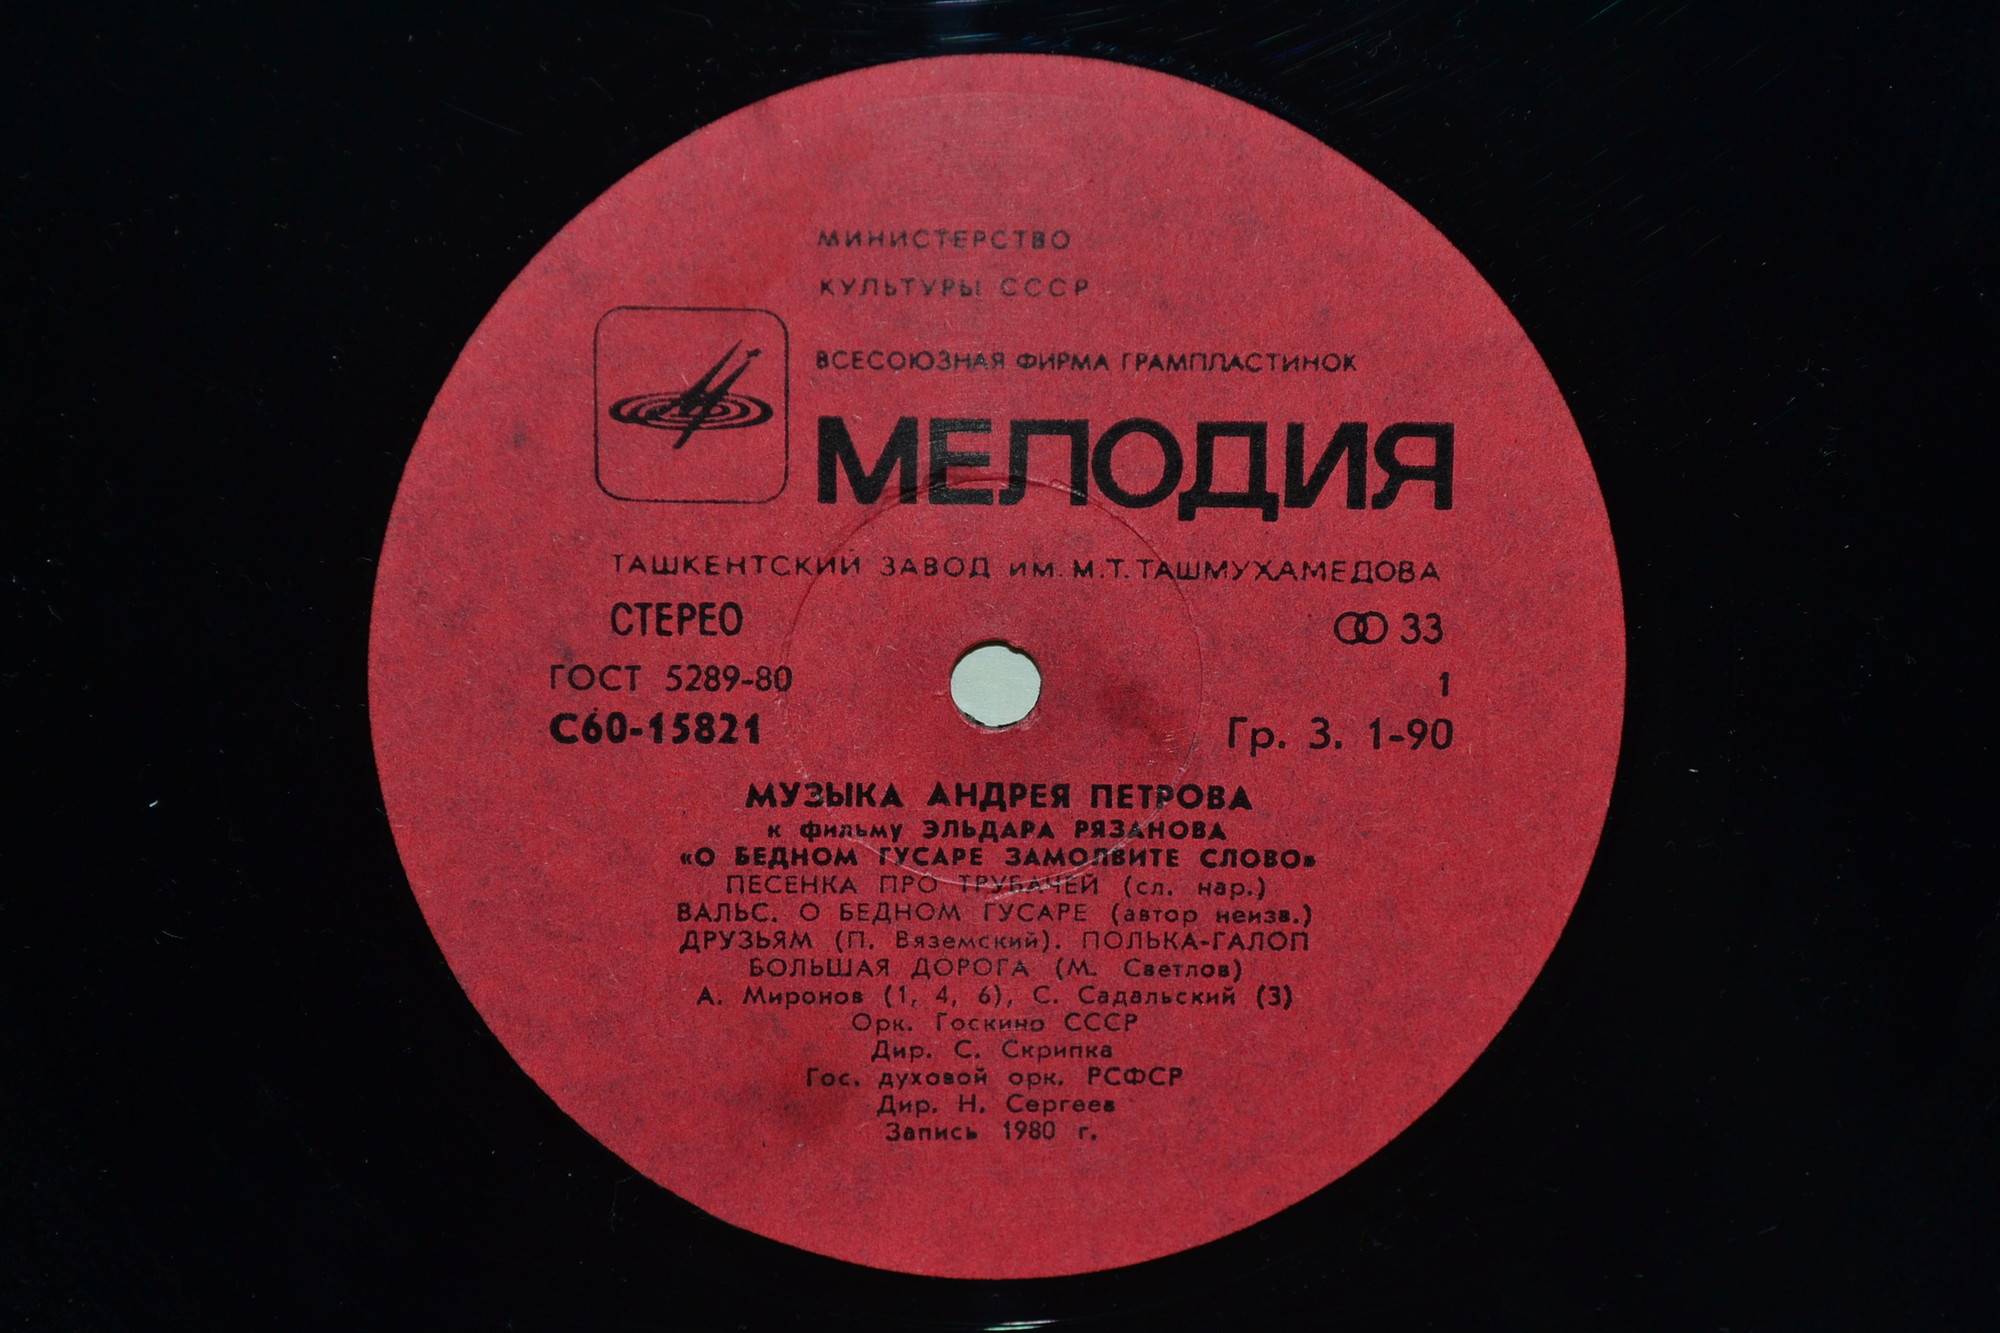 МИНИСТЕРСТВО
КУЛЬТУРЫ СССР
ВСЕСОЮЗНАЯ ФИРМА ГРАМПЛАСТИНОК
МЕЛОДИЯ
ТАШКЕНТСКИЙ ЗАВОД ИМ. М.Т. ТАШМУХАМЕДОВА
СТЕРЕО 33
ГОСТ 5289-80 1
С60-15821 Гр. 3. 1-90
МУЗЫКА АНДРЕЯ ПЕТРОВА
к фильму ЭЛЬДАРА РЯЗАНОВА
«О БЕДНОМ ГУСАРЕ ЗАМОЛВИТЕ СЛОВО»
ПЕСЕНКА ПРО ТРУБАЧЕЙ (сл. нар.)
ВАЛЬС. О БЕДНОМ ГУСАРЕ (автор неизв.)
ДРУЗЬЯМ (П. Вяземский). ПОЛЬКА-ГАЛОП
БОЛЬШАЯ ДОРОГА (М. Светлов)
А. Миронов (1, 4, 6), С. Садальский (3)
Орк. Госкино СССР
Дир. С. Скрипка
Гос. духовой орк. РСФСР
Дир. Н. Сергеев
Запись 1980 г.